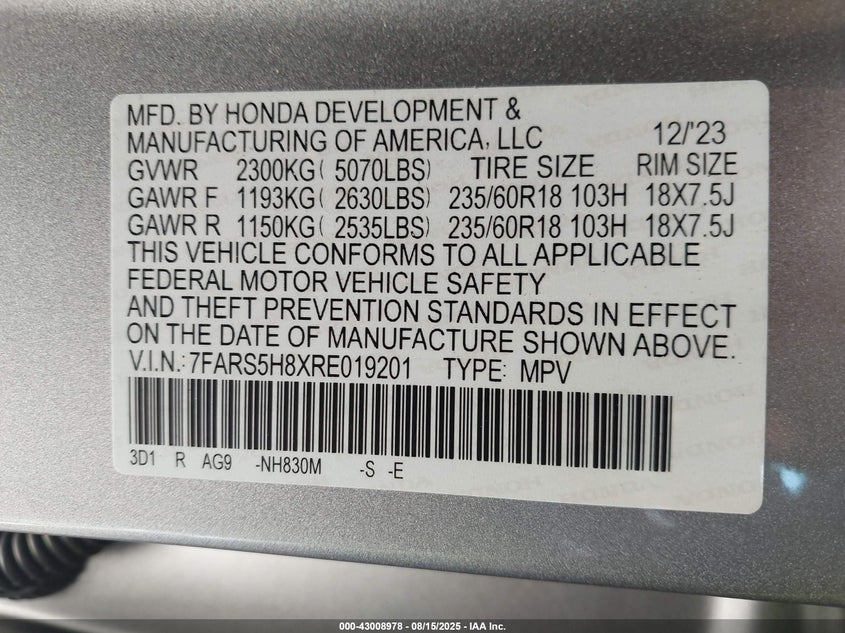 MFD. BY HONDA DEVELOPMENT &
MANUFACTURING OF AMERICA, LLC 12/'23
GVWR 2300KG( 5070LBS) TIRE SIZE RIM SIZE
GAWR F 1193KG( 2630LBS) 235/60R18 103H 18X7.5J
GAWR R 1150KG( 2535LBS) 235/60R18 103H 18X7.5J
THIS VEHICLE CONFORMS TO ALL APPLICABLE
FEDERAL MOTOR VEHICLE SAFETY
AND THEFT PREVENTION STANDARDS IN EFFECT
ON THE DATE OF MANUFACTURE SHOWN ABOVE.
V.I.N.:7FARS5H8XRE019201 TYPE: MPV
3D1 R AG9 -NH830M -S -E
000-43008978 - 08/15/2025 - IAA Inc.